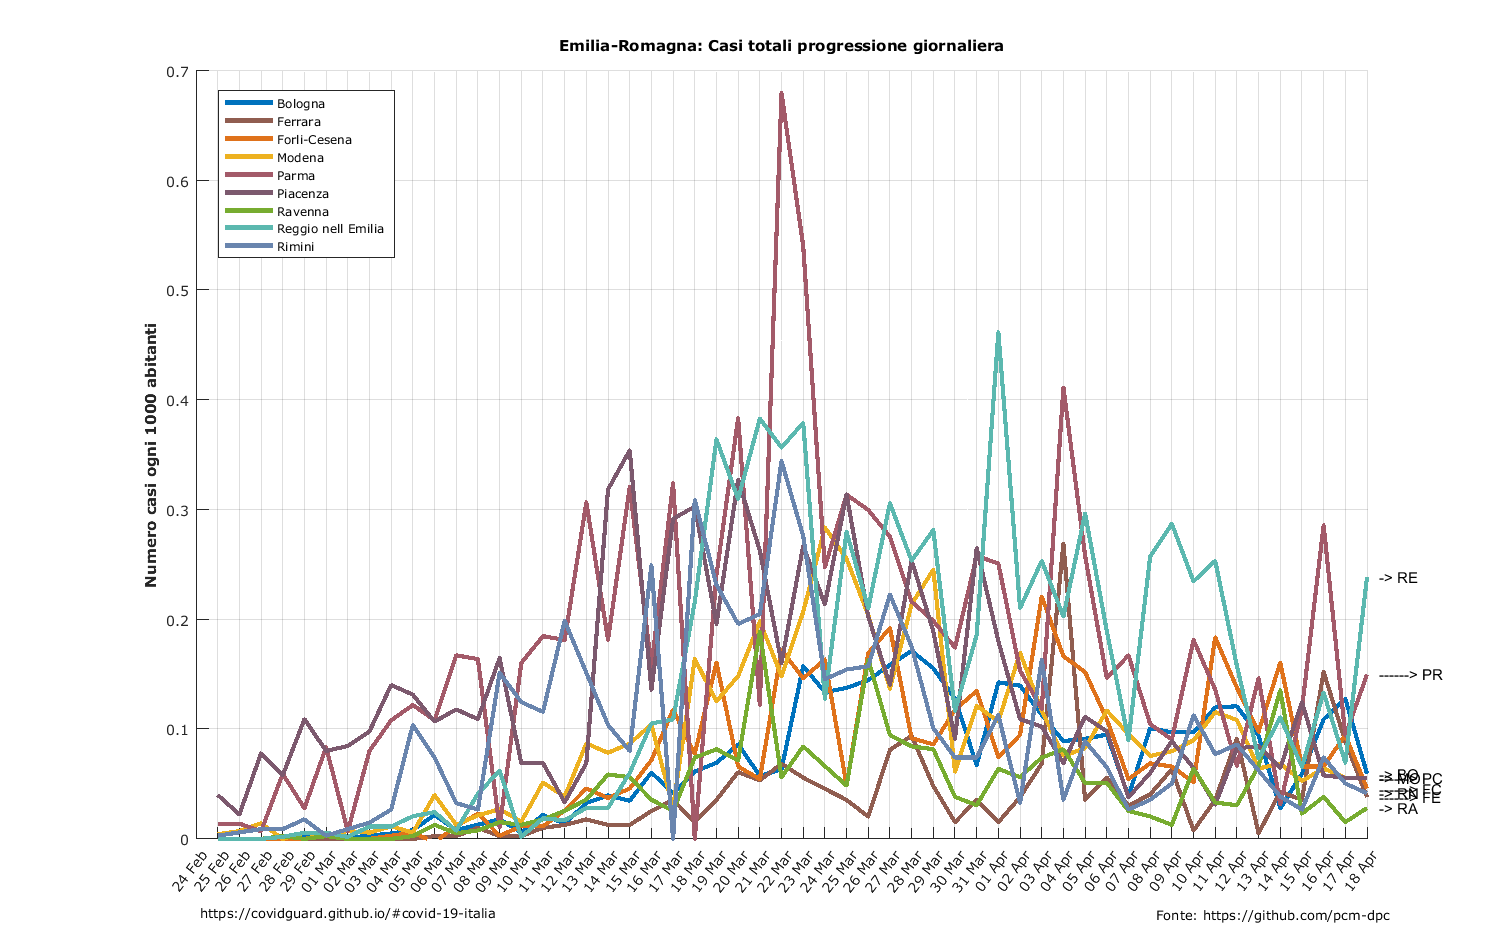 Emilia-Romagna: Casi totali progressione giornaliera
Numero casi ogni 1000 abitanti
0.7
0.6
0.5
0.4
0.3
0.2
0.1
0
Bologna
Ferrara
Forli-Cesena
Modena
Parma
Piacenza
Ravenna
Reggio nell Emilia
Rimini
-> RE
------> PR
-> BO
-> MO
PC
FC
-> RN
FE
-> RA
24 Feb
25 Feb
26 Feb
27 Feb
28 Feb
29 Feb
01 Mar
02 Mar
03 Mar
04 Mar
05 Mar
06 Mar
07 Mar
08 Mar
09 Mar
10 Mar
11 Mar
12 Mar
13 Mar
14 Mar
15 Mar
16 Mar
17 Mar
18 Mar
19 Mar
20 Mar
21 Mar
22 Mar
23 Mar
24 Mar
25 Mar
26 Mar
27 Mar
28 Mar
29 Mar
30 Mar
31 Mar
01 Apr
02 Apr
03 Apr
04 Apr
05 Apr
06 Apr
07 Apr
08 Apr
09 Apr
10 Apr
11 Apr
12 Apr
13 Apr
14 Apr
15 Apr
16 Apr
17 Apr
18 Apr
https://covidguard.github.io/#covid-19-italia
Fonte: https://github.com/pcm-dpc